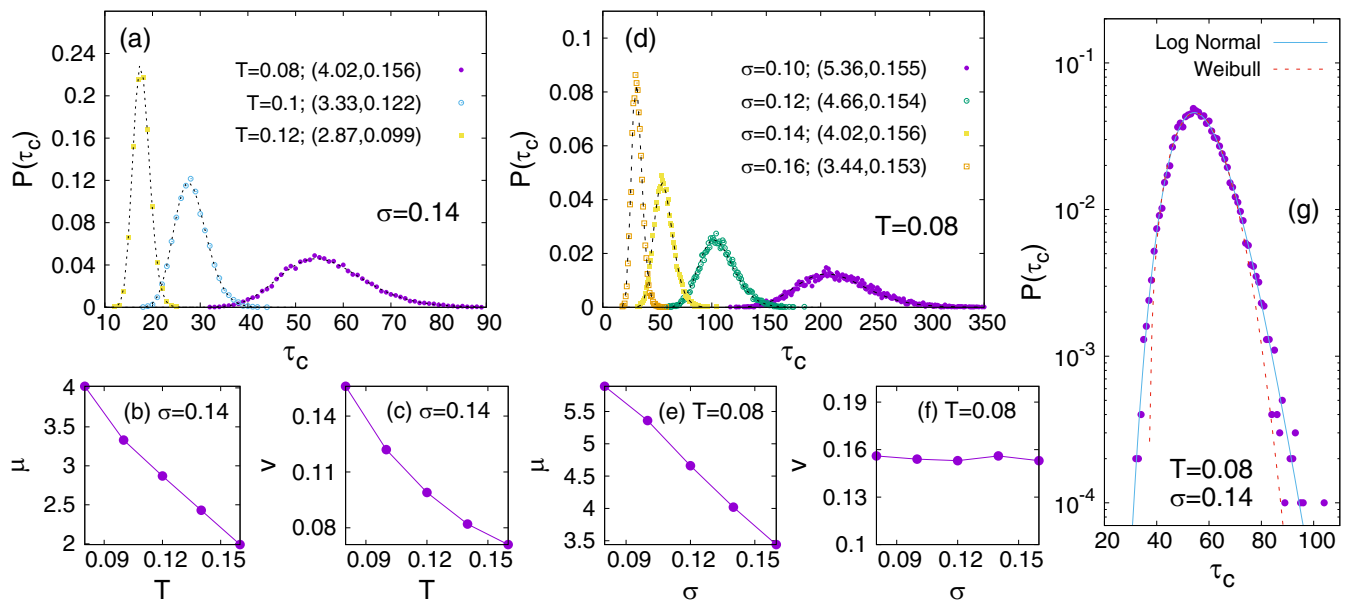 (a)
T=0.08; (4.02,0.156)
T=0.1; (3.33,0.122)
T=0.12; (2.87,0.099)
σ=0.14
P(τc)
0.24
0.2
0.16
0.12
0.08
0.04
0
10 20 30 40 50 60 70 80 90
τc
(d)
σ=0.10; (5.36,0.155)
σ=0.12; (4.66,0.154)
σ=0.14; (4.02,0.156)
σ=0.16; (3.44,0.153)
T=0.08
P(τc)
0.1
0.08
0.06
0.04
0.02
0
0 50 100 150 200 250 300 350
τc
(b) σ=0.14
μ
4
3.5
3
2.5
2
0.09 0.12 0.15
T
(c) σ=0.14
v
0.16
0.12
0.08
0.09 0.12 0.15
T
(e) T=0.08
μ
5.5
5
4.5
4
3.5
0.09 0.12 0.15
σ
(f) T=0.08
v
0.19
0.16
0.13
0.1
0.09 0.12 0.15
σ
Log Normal
Weibull
(g)
T=0.08
σ=0.14
P(τc)
10-1
10-2
10-3
10-4
20 40 60 80 100
τc